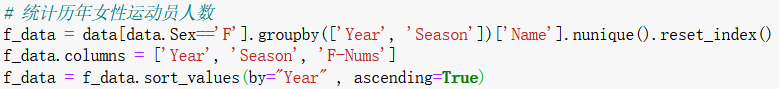 # 统计历年女性运动员人数
f_data = data[data.Sex=='F'].groupby(['Year', 'Season'])['Name'].nunique().reset_index()
f_data.columns = ['Year', 'Season', 'F-Nums']
f_data = f_data.sort_values(by="Year" , ascending=True)